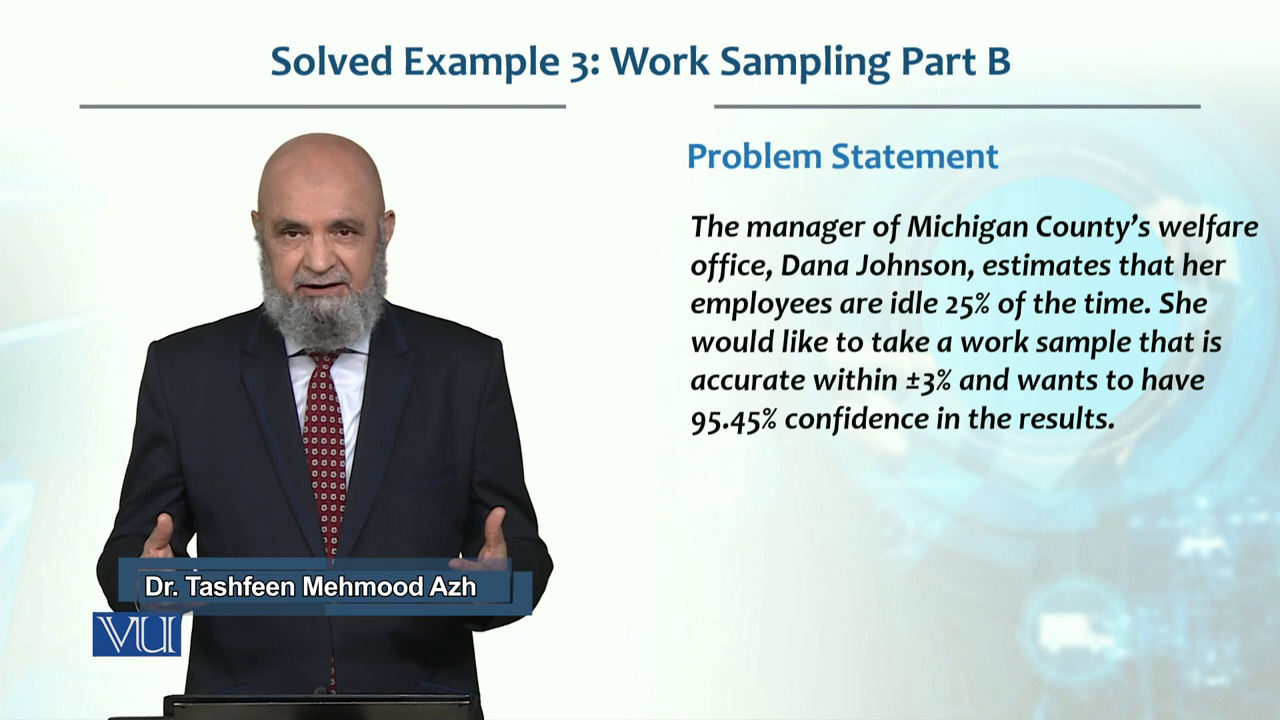 Solved Example 3: Work Sampling Part B
Problem Statement
The manager of Michigan County's welfare
office, Dana Johnson, estimates that her
employees are idle 25% of the time. She
would like to take a work sample that is
accurate within ±3% and wants to have
95.45% confidence in the results.
Dr. Tashfeen Mehmood Azh
VU